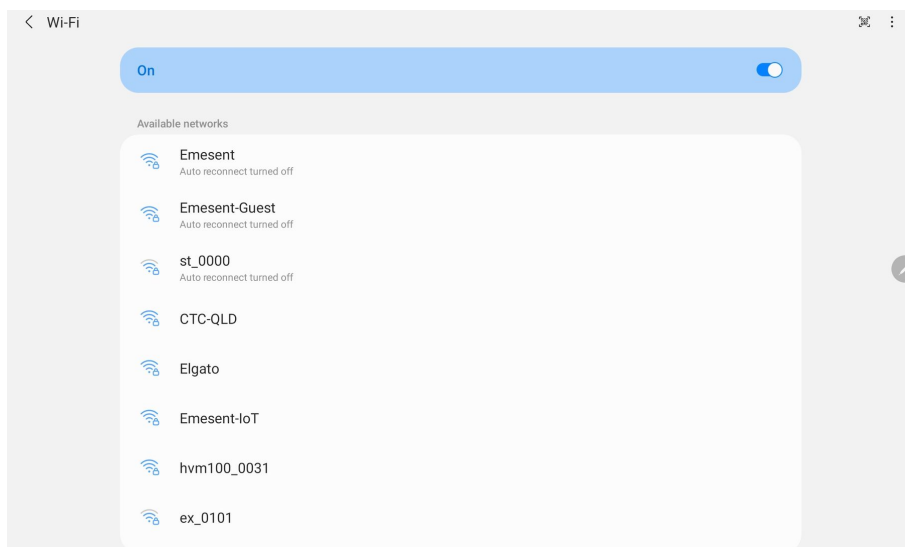 Wi-Fi
On
Available networks
Emesent
Auto reconnect turned off
Emesent-Guest
Auto reconnect turned off
st_0000
Auto reconnect turned off
CTC-QLD
Elgato
Emesent-IoT
hvm100_0031
ex_0101